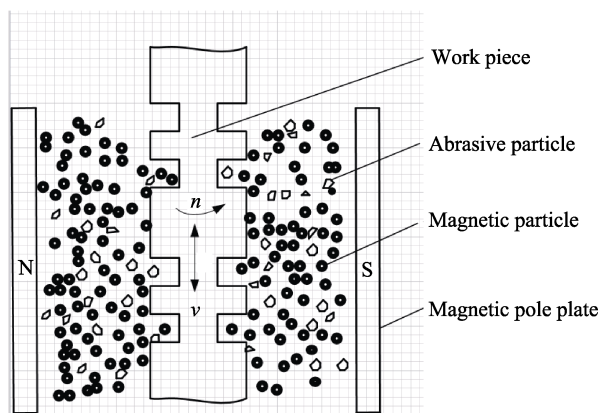 Work piece
Abrasive particle
n
Magnetic particle
N
S
v
Magnetic pole plate